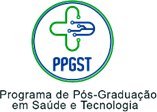 PPGST
Programa de Pós-Graduação
em Saúde e Tecnologia